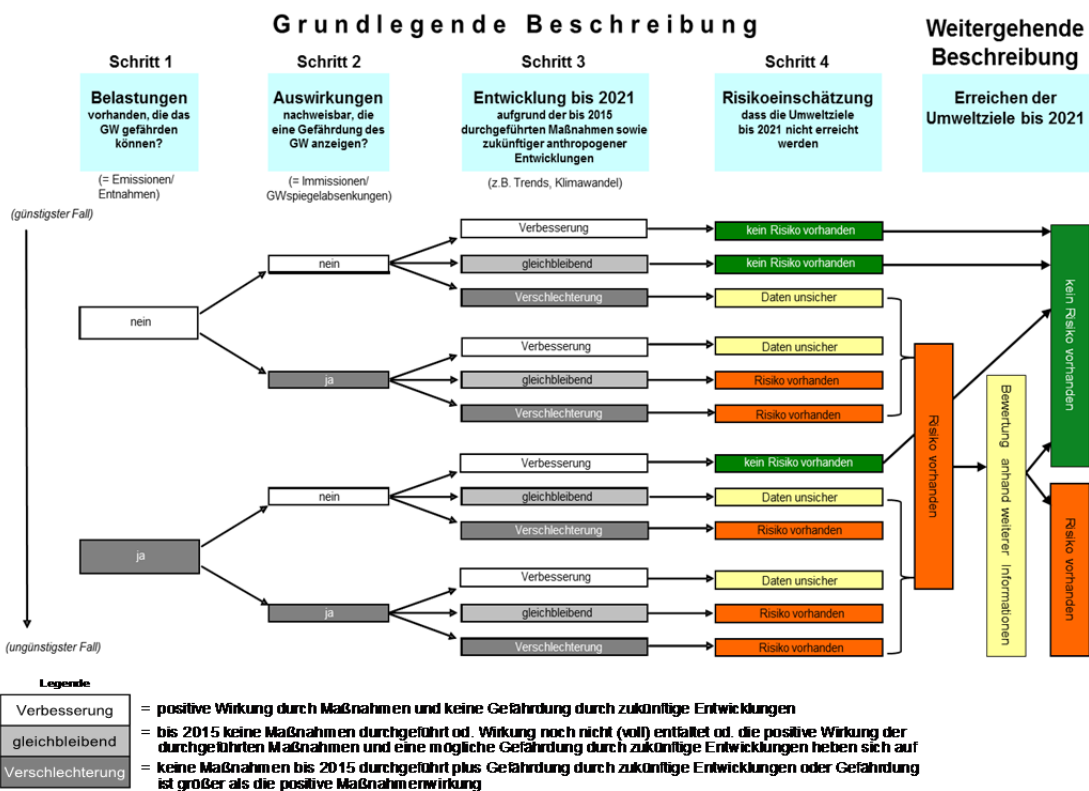 Grundlegende Beschreibung
Weitergehende
Beschreibung
Schritt 1
Schritt 2
Schritt 3
Schritt 4
Belastungen
vorhanden, die das
GW gefährden
können?
Auswirkungen
nachweisbar, die
eine Gefährdung des
GW anzeigen?
Entwicklung bis 2021
aufgrund der bis 2015
durchgeführten Maßnahmen sowie
zukünftiger anthropogener
Entwicklungen
Risikoeinschätzung
dass die Umweltziele
bis 2021 nicht erreicht
werden
Erreichen der
Umweltziele bis 2021
(= Emissionen/
Entnahmen)
(= Immissionen/
GWspiegelabsenkungen)
(z.B. Trends, Klimawandel)
(günstigster Fall)
nein
nein
Verbesserung
kein Risiko vorhanden
gleichbleibend
kein Risiko vorhanden
Verschlechterung
Daten unsicher
ja
Verbesserung
Daten unsicher
gleichbleibend
Risiko vorhanden
Verschlechterung
Risiko vorhanden
ja
nein
Verbesserung
kein Risiko vorhanden
gleichbleibend
Daten unsicher
Verschlechterung
Risiko vorhanden
ja
Verbesserung
Daten unsicher
gleichbleibend
Risiko vorhanden
Verschlechterung
Risiko vorhanden
Risiko vorhanden
Bewertung anhand weiterer Informationen
kein Risiko vorhanden
Risiko vorhanden
(ungünstigster Fall)
Legende
Verbesserung
= positive Wirkung durch Maßnahmen und keine Gefährdung durch zukünftige Entwicklungen
gleichbleibend
= bis 2015 keine Maßnahmen durchgeführt od. Wirkung noch nicht (voll) entfaltet od. die positive Wirkung der
durchgeführten Maßnahmen und eine mögliche Gefährdung durch zukünftige Entwicklungen heben sich auf
Verschlechterung
= keine Maßnahmen bis 2015 durchgeführt plus Gefährdung durch zukünftige Entwicklungen oder Gefährdung
ist größer als die positive Maßnahmenwirkung